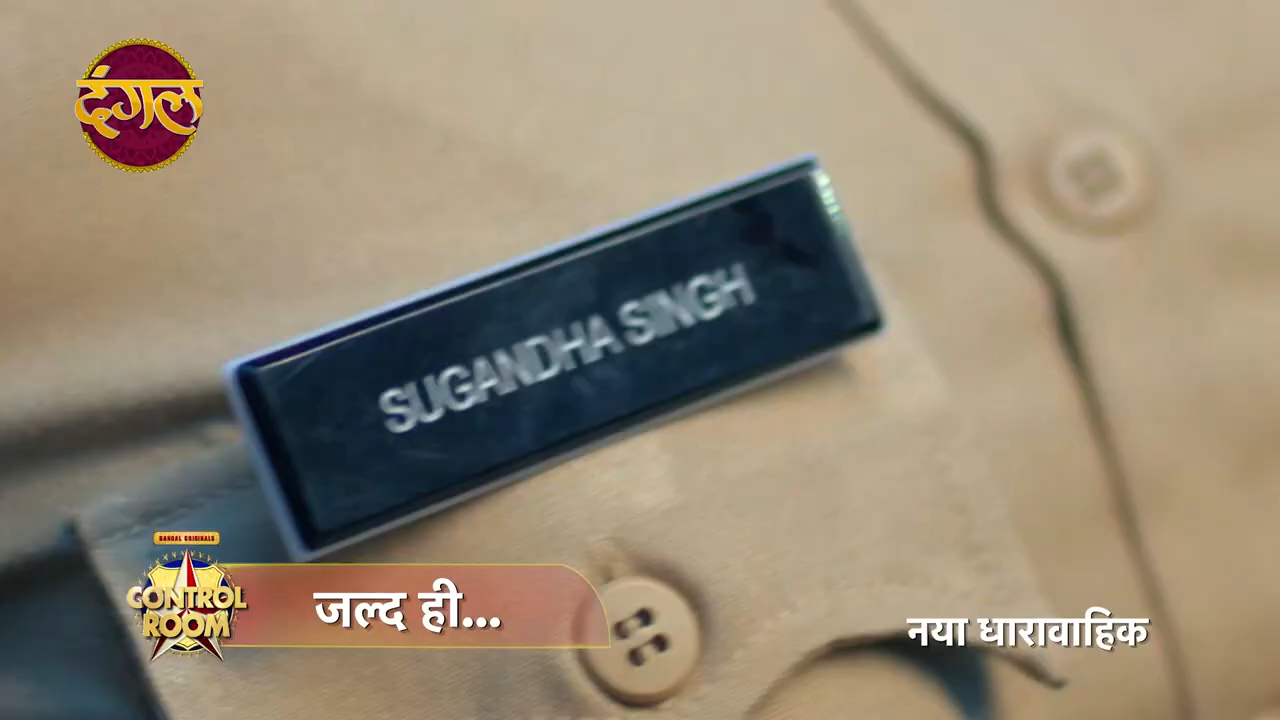 दंगल
SUGANDHA SINGH
DANGAL ORIGINALS
CONTROL
ROOM
जल्द ही...
नया धारावाहिक